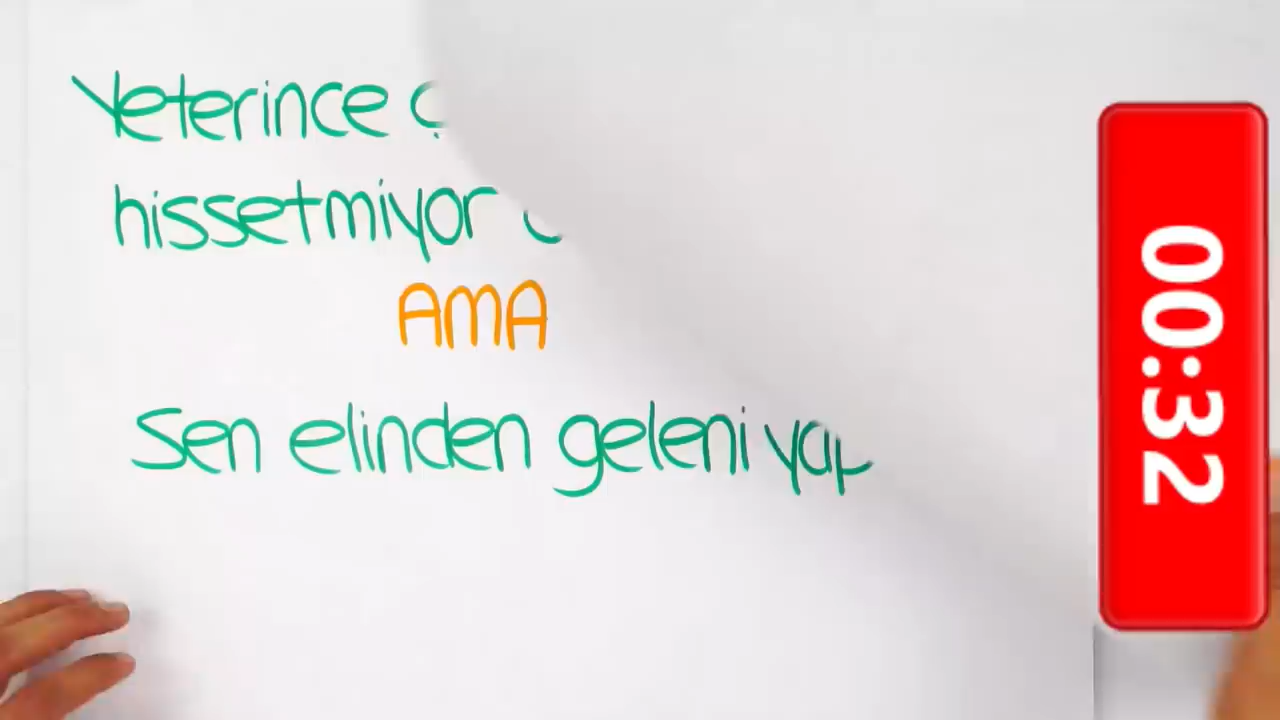 Yeterince
hissetmiyor
AMA
Sen elinden geleni
00:32